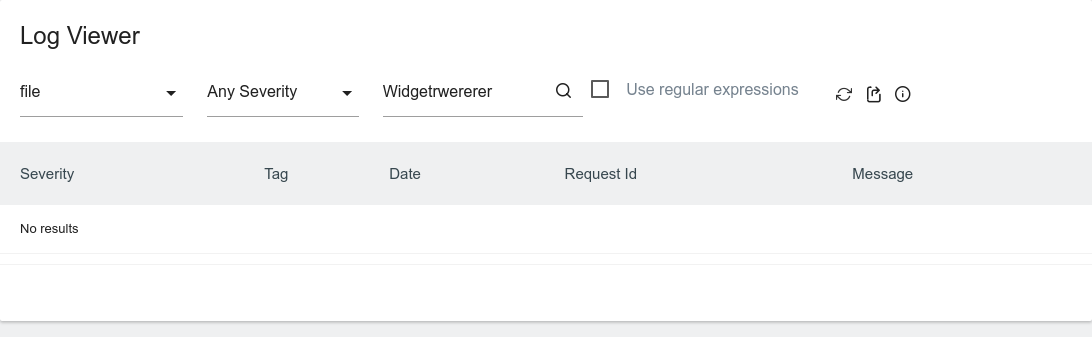 Log Viewer
file Any Severity Widgetrwererer Use regular expressions
Severity Tag Date Request Id Message
No results